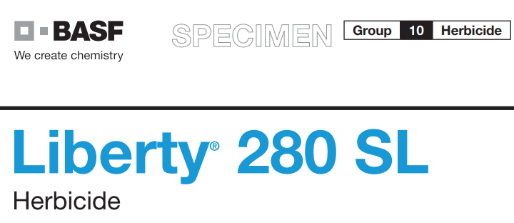 BASF
We create chemistry
SPECIMEN
Group 10 Herbicide
Liberty® 280 SL
Herbicide